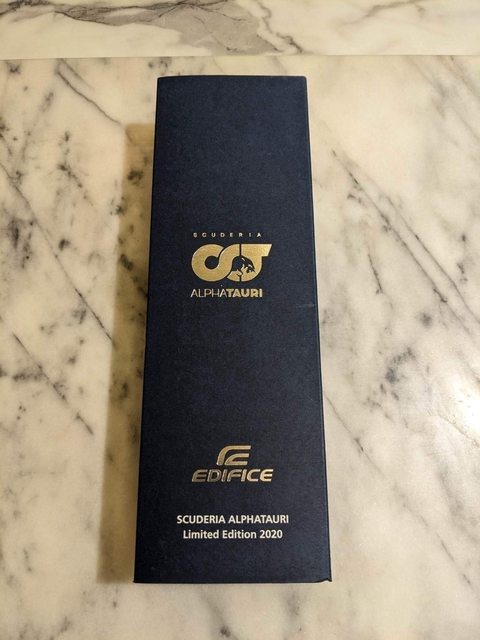 SCUDERIA
ALPHATAURI
EDIFICE
SCUDERIA ALPHATAURI
Limited Edition 2020